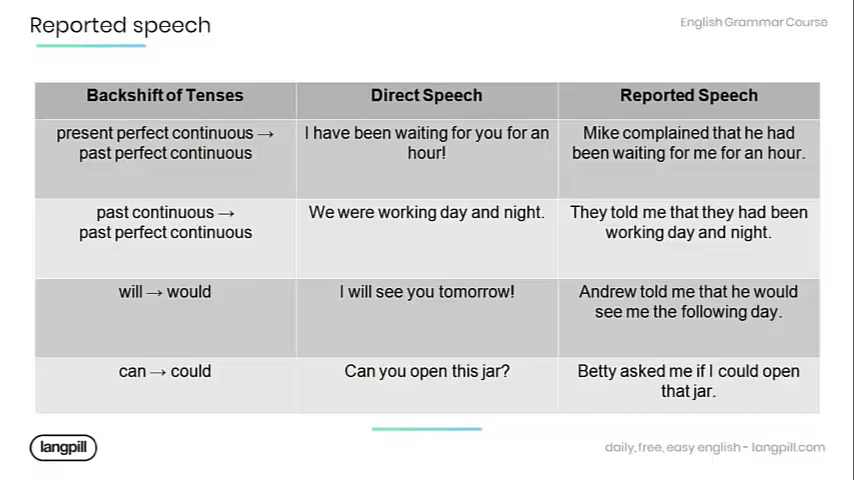 Reported speech
English Grammar Course
Backshift of Tenses
Direct Speech
Reported Speech
present perfect continuous →
past perfect continuous
I have been waiting for you for an
hour!
Mike complained that he had
been waiting for me for an hour.
past continuous →
past perfect continuous
We were working day and night.
They told me that they had been
working day and night.
will → would
I will see you tomorrow!
Andrew told me that he would
see me the following day.
can → could
Can you open this jar?
Betty asked me if I could open
that jar.
langpill
daily, free, easy english - langpill.com